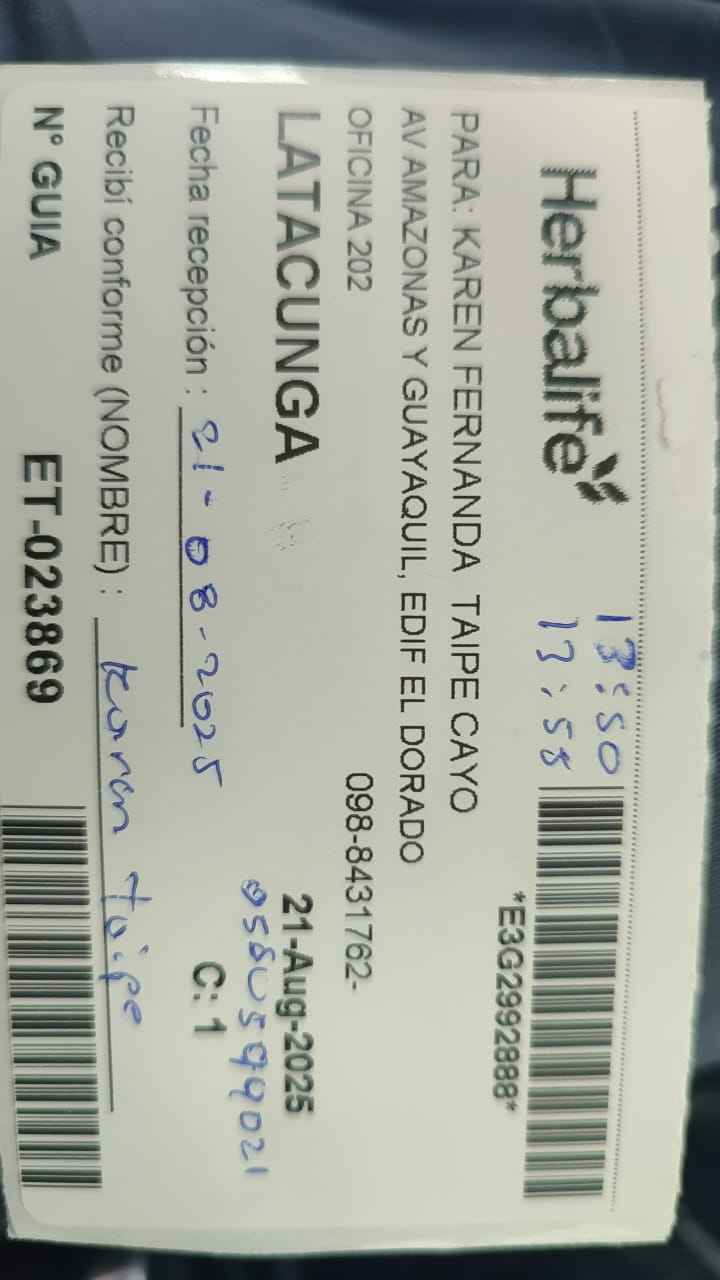 Herbalife
13:50
13:58
*E3G2992888*
PARA: KAREN FERNANDA TAIPE CAYO
AV AMAZONAS Y GUAYAQUIL, EDIF EL DORADO
OFICINA 202
098-8431762-
LATACUNGA
21-Aug-2025
Fecha recepción : 21-08-2025
C: 1
Recibí conforme (NOMBRE) : Karen Taipe
N° GUIA
ET-023869